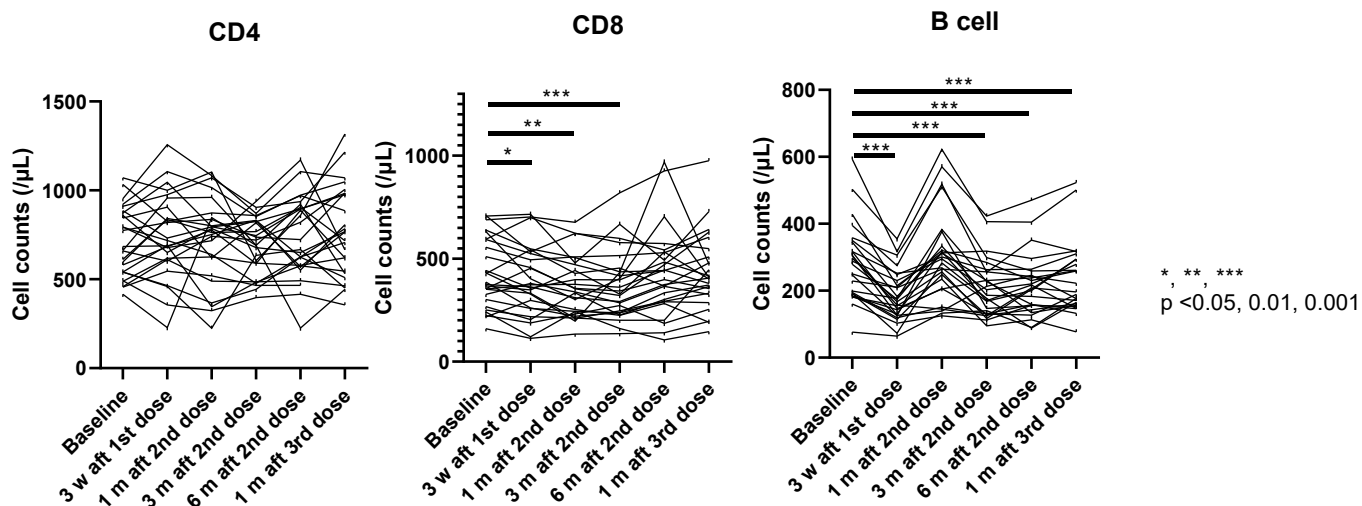 CD4
Cell counts (/μL)
1500
1000
500
0
Baseline
3 w aft 1st dose
1 m aft 2nd dose
3 m aft 2nd dose
6 m aft 2nd dose
1 m aft 3rd dose
CD8
Cell counts (/μL)
1000
500
0
***
**
*
Baseline
3 w aft 1st dose
1 m aft 2nd dose
3 m aft 2nd dose
6 m aft 2nd dose
1 m aft 3rd dose
B cell
Cell counts (/μL)
800
600
400
200
0
***
***
***
***
Baseline
3 w aft 1st dose
1 m aft 2nd dose
3 m aft 2nd dose
6 m aft 2nd dose
1 m aft 3rd dose
*, **, ***
p <0.05, 0.01, 0.001